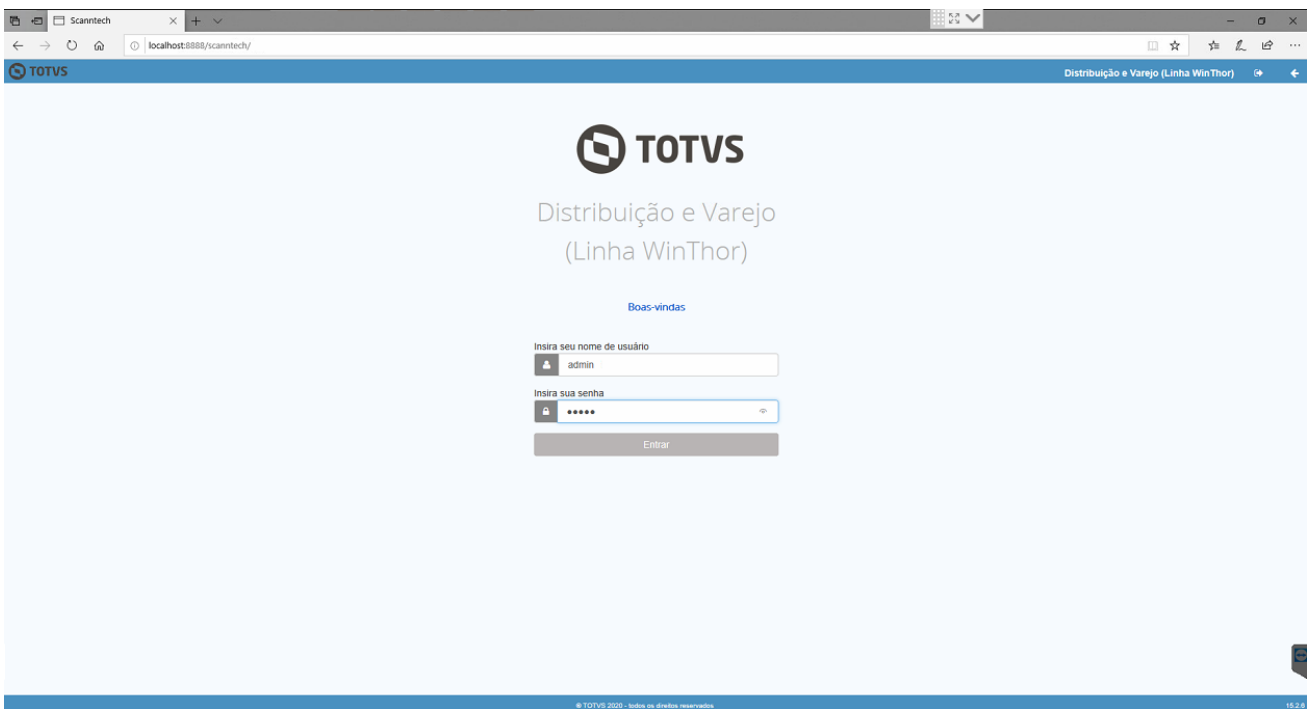 Scanntech
localhost:8888/scanntech/
TOTVS
Distribuição e Varejo (Linha WinThor)
TOTVS
Distribuição e Varejo
(Linha WinThor)
Boas-vindas
Insira seu nome de usuário
admin
Insira sua senha
Entrar
© TOTVS 2020 - todos os direitos reservados
15.2.6